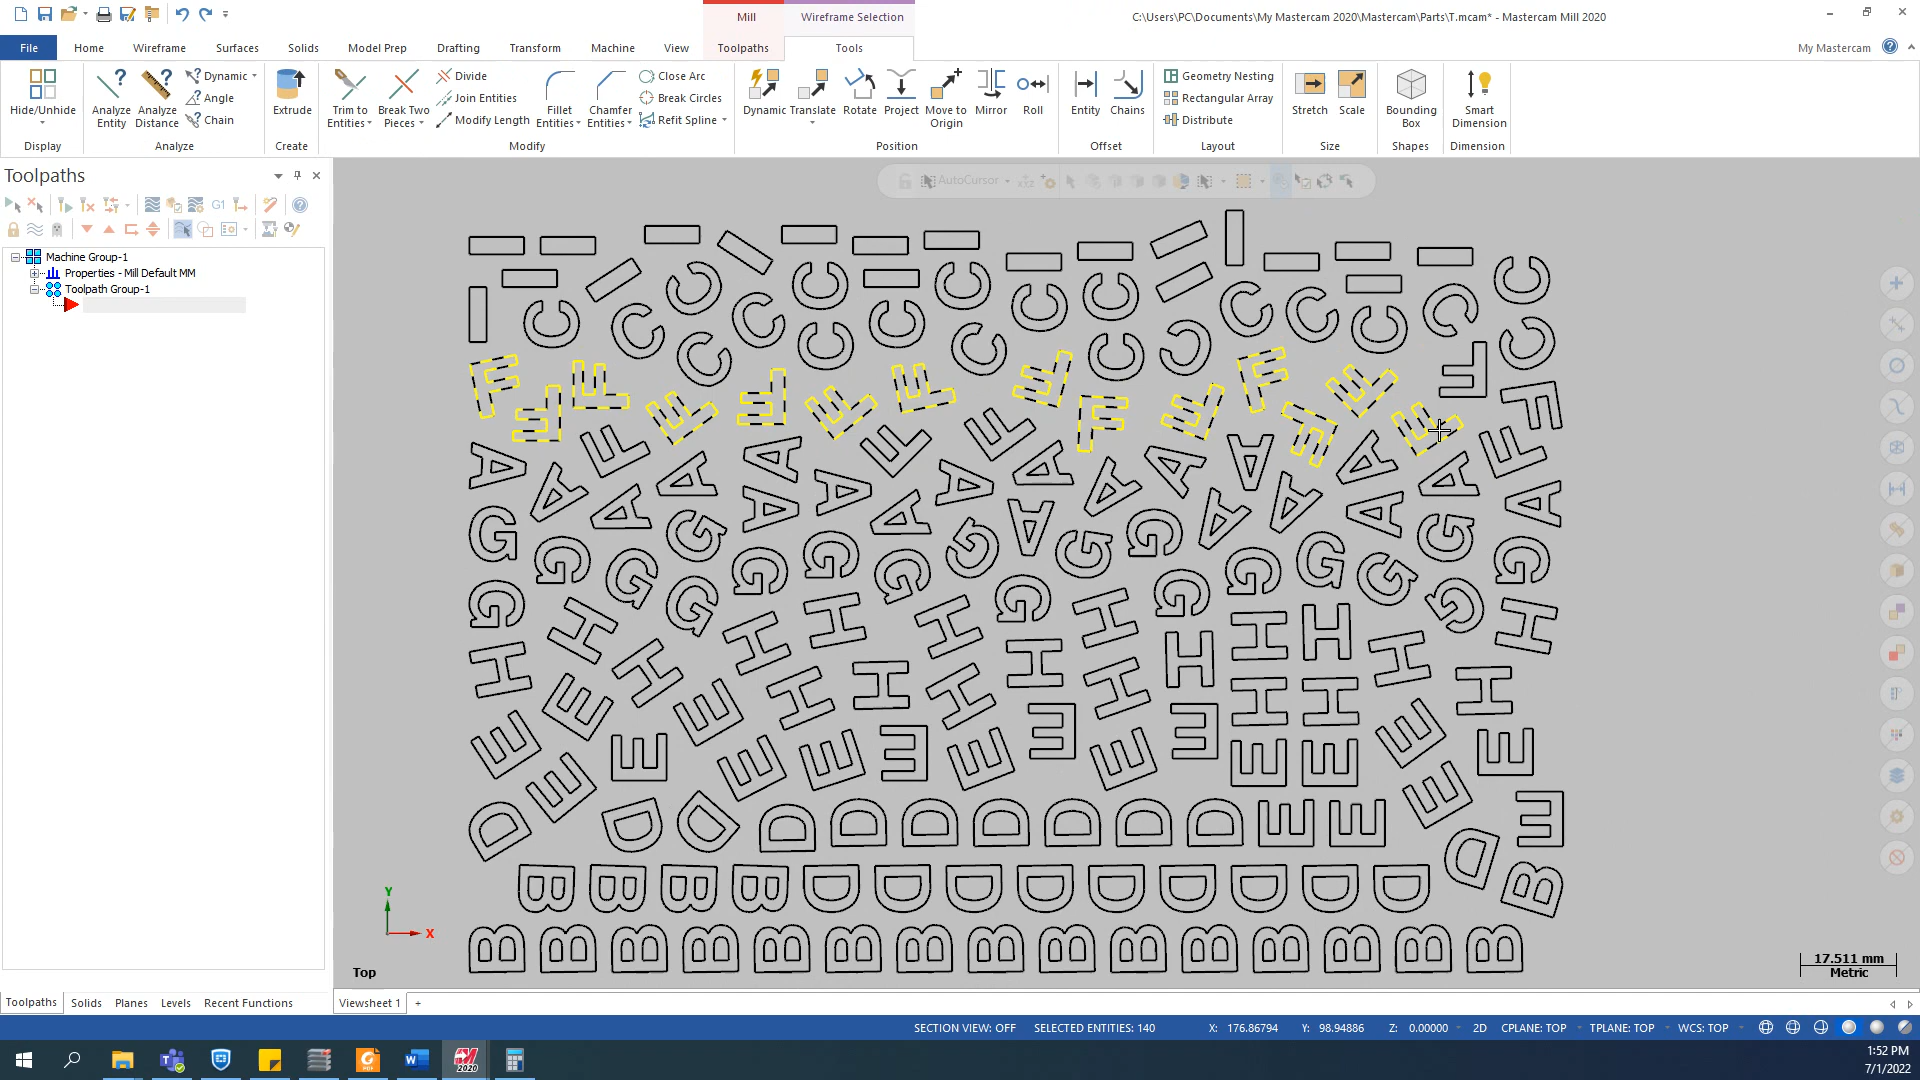 Mill
Wireframe Selection
C:\Users\PC\Documents\My Mastercam 2020\Mastercam\Parts\T.mcam* - Mastercam Mill 2020
File
Home
Wireframe
Surfaces
Solids
Model Prep
Drafting
Transform
Machine
View
Toolpaths
Tools
My Mastercam
Hide/Unhide
Display
Analyze Entity
Analyze Distance
Dynamic
Angle
Chain
Analyze
Extrude
Create
Trim to Entities
Break Two Pieces
Divide
Join Entities
Modify Length
Fillet Entities
Chamfer Entities
Close Arc
Break Circles
Refit Spline
Modify
Dynamic
Translate
Rotate
Project
Move to Origin
Mirror
Roll
Position
Entity
Chains
Offset
Geometry Nesting
Rectangular Array
Distribute
Layout
Stretch
Scale
Size
Bounding Box
Shapes
Smart Dimension
Dimension
Toolpaths
G1
Machine Group-1
Properties - Mill Default MM
Toolpath Group-1
AutoCursor
Y
X
Top
17.511 mm
Metric
Toolpaths
Solids
Planes
Levels
Recent Functions
Viewsheet 1
+
SECTION VIEW: OFF
SELECTED ENTITIES: 140
X: 176.86794
Y: 98.94886
Z: 0.00000
2D
CPLANE: TOP
TPLANE: TOP
WCS: TOP
1:52 PM
7/1/2022